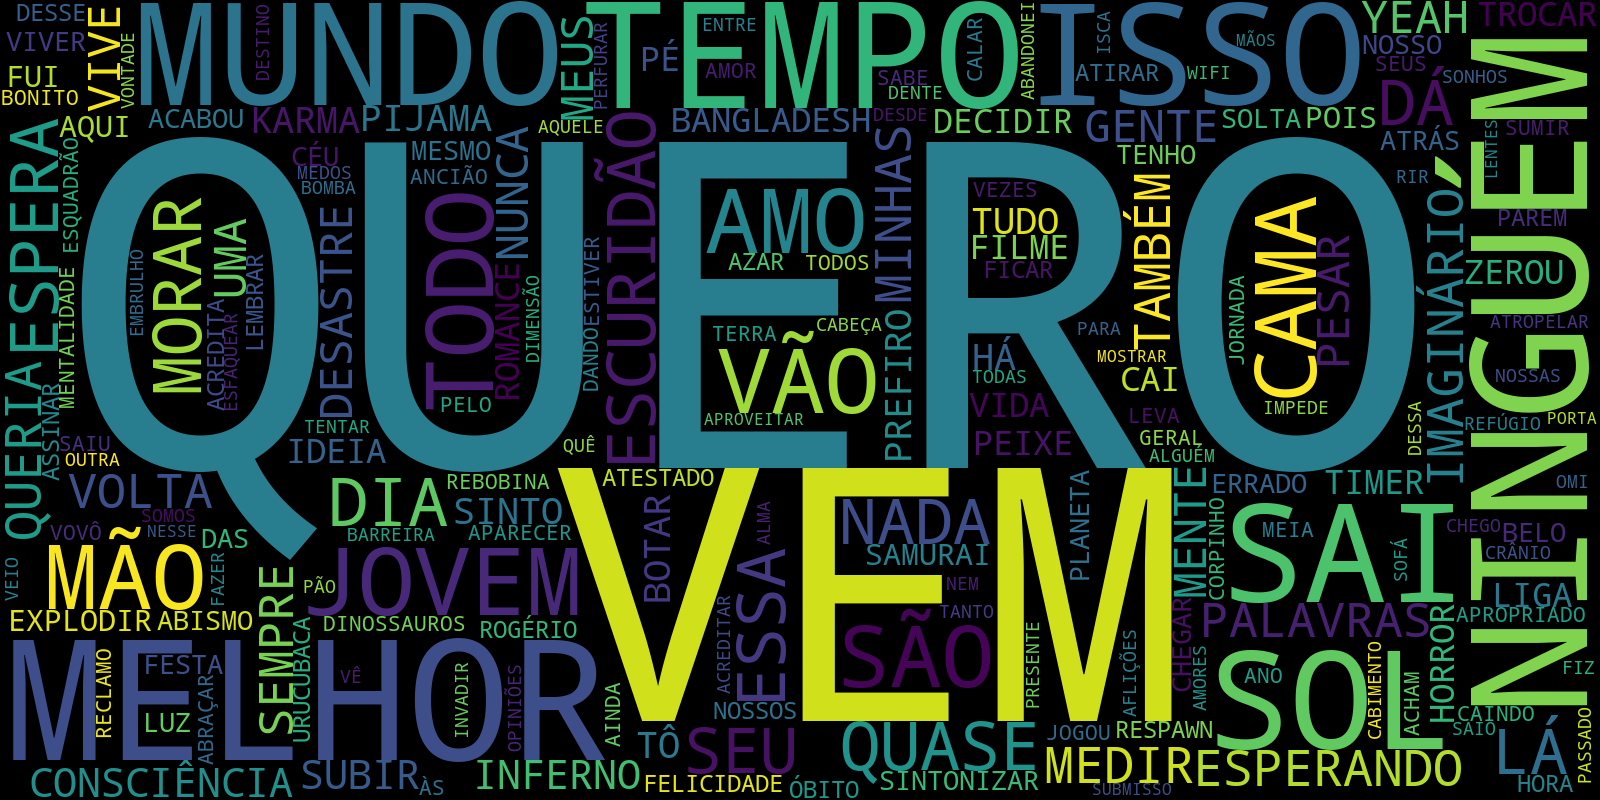 DESSE
VIVER
FUI
BONITO
VIVE
VONTADE
MUNDO
DESTINO
MEUS
PERFURAR
TEMPO
PÉ
ENTRE
AMOR
SABE
DENTE
CALAR
ABANDONEI
ISSO
ISCA
ATIRAR
WIFI
MÃOS
YEAH
TROCAR
NOSSO
SEUS
SONHOS
DÁ
AQUI
ACABOU
KARMA
PIJAMA
AQUELE
BANGLADESH
DESDE
DECIDIR
GENTE
SOLTA
POIS
ATRÁS
SUMIR
LENTES
NINGUÉM
ESPERA
ESQUADRÃO
QUERO
CÉU
MEDOS
BOMBA
MESMO
ANCIÃO
NUNCA
ESCURIDÃO
AMO
AZAR
TODOS
MINHAS
VEZES
TUDO
FILME
FICAR
TENHO
TAMBÉM
RIR
PAREM
ZEROU
ATROPELAR
IMAGINÁRIO
MORAR
UMA
EMBRULHO
ACREDITA
ESFAQUEAR
LEMBRAR
DESASTRE
TODO
ROMANCE
DIMENSÃO
DANDOESTIVER
TERRA
CABEÇA
VÃO
APROVEITAR
PREFIRO
HÁ
TODAS
VIDA
PEIXE
PARA
MOSTRAR
CAI
LEVA
GERAL
ALGUÉM
JORNADA
CAMA
PESAR
IMPEDE
NOSSAS
DESSA
REFÚGIO
PORTA
MENTALIDADE
QUERIA
ASSINAR
SAIU
OUTRA
TENTAR
IDEIA
PELO
QUÊ
VOLTA
DIA
REBOBINA
SINTO
ATESTADO
VEM
ERRADO
TIMER
OMI
VOVÔ
SOMOS
NESSE
DAS
BARREIRA
APARECER
BOTAR
ALMA
NADA
SAMURAI
PLANETA
MENTE
CORPINHO
SAI
MEIA
SOFÁ
CHEGO
BELO
CRÂNIO
LIGA
VEIO
MÃO
FAZER
PÃO
JOVEM
ESSA
NEM
TANTO
EXPLODIR
ABISMO
SEMPRE
URUCUBACA
DINOSSAUROS
ROGÉRIO
ACREDITAR
SÃO
PRESENTE
AFLIÇÕES
CHEGAR
AMORES
PALAVRAS
APROPRIADO
HORROR
MELHOR
RECLAMO
FESTA
LUZ
ABRAÇAR
VÊ
INVADIR
OPINIÕES
AINDA
NOSSOS
SOL
ANO
CABIMENTO
ACHAM
FIZ
CAINDO
SAIO
TÔ
SEU
QUASE
JOGOU
RESPAWN
LÁ
PASSADO
CONSCIÊNCIA
SUBIR
ÀS
INFERNO
FELICIDADE
ÓBITO
SINTONIZAR
MEDIR
SUBMISSO
ESPERANDO
HORA